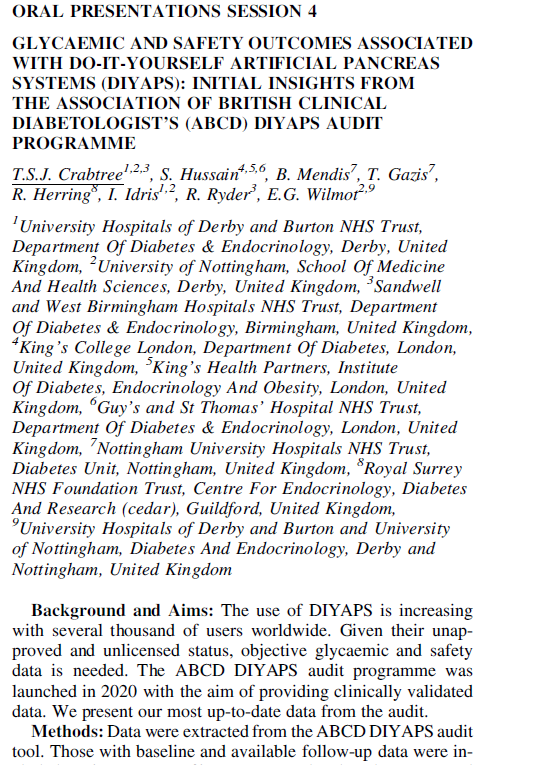 ORAL PRESENTATIONS SESSION 4
GLYCAEMIC AND SAFETY OUTCOMES ASSOCIATED
WITH DO-IT-YOURSELF ARTIFICIAL PANCREAS
SYSTEMS (DIYAPS): INITIAL INSIGHTS FROM
THE ASSOCIATION OF BRITISH CLINICAL
DIABETOLOGIST'S (ABCD) DIYAPS AUDIT
PROGRAMME
T.S.J. Crabtree1,2,3, S. Hussain4,5,6, B. Mendis7, T. Gazis7,
R. Herring8, I. Idris1,2, R. Ryder3, E.G. Wilmot2,9
1University Hospitals of Derby and Burton NHS Trust,
Department Of Diabetes & Endocrinology, Derby, United
Kingdom, 2University of Nottingham, School Of Medicine
And Health Sciences, Derby, United Kingdom, 3Sandwell
and West Birmingham Hospitals NHS Trust, Department
Of Diabetes & Endocrinology, Birmingham, United Kingdom,
4King's College London, Department Of Diabetes, London,
United Kingdom, 5King's Health Partners, Institute
Of Diabetes, Endocrinology And Obesity, London, United
Kingdom, 6Guy's and St Thomas' Hospital NHS Trust,
Department Of Diabetes & Endocrinology, London, United
Kingdom, 7Nottingham University Hospitals NHS Trust,
Diabetes Unit, Nottingham, United Kingdom, 8Royal Surrey
NHS Foundation Trust, Centre For Endocrinology, Diabetes
And Research (cedar), Guildford, United Kingdom,
9University Hospitals of Derby and Burton and University
of Nottingham, Diabetes And Endocrinology, Derby and
Nottingham, United Kingdom
Background and Aims: The use of DIYAPS is increasing
with several thousand of users worldwide. Given their unap-
proved and unlicensed status, objective glycaemic and safety
data is needed. The ABCD DIYAPS audit programme was
launched in 2020 with the aim of providing clinically validated
data. We present our most up-to-date data from the audit.
Methods: Data were extracted from the ABCD DIYAPS audit
tool. Those with baseline and available follow-up data were in-